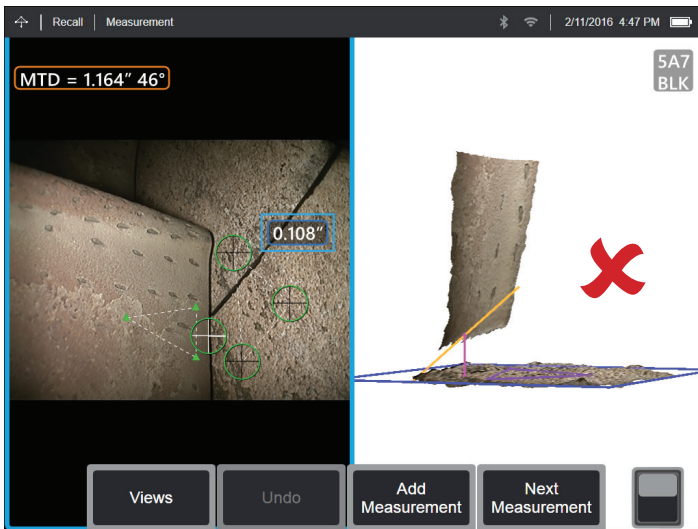 Recall
Measurement
2/11/2016 4:47 PM
MTD = 1.164" 46°
5A7
BLK
0.108"
Views
Undo
Add
Measurement
Next
Measurement